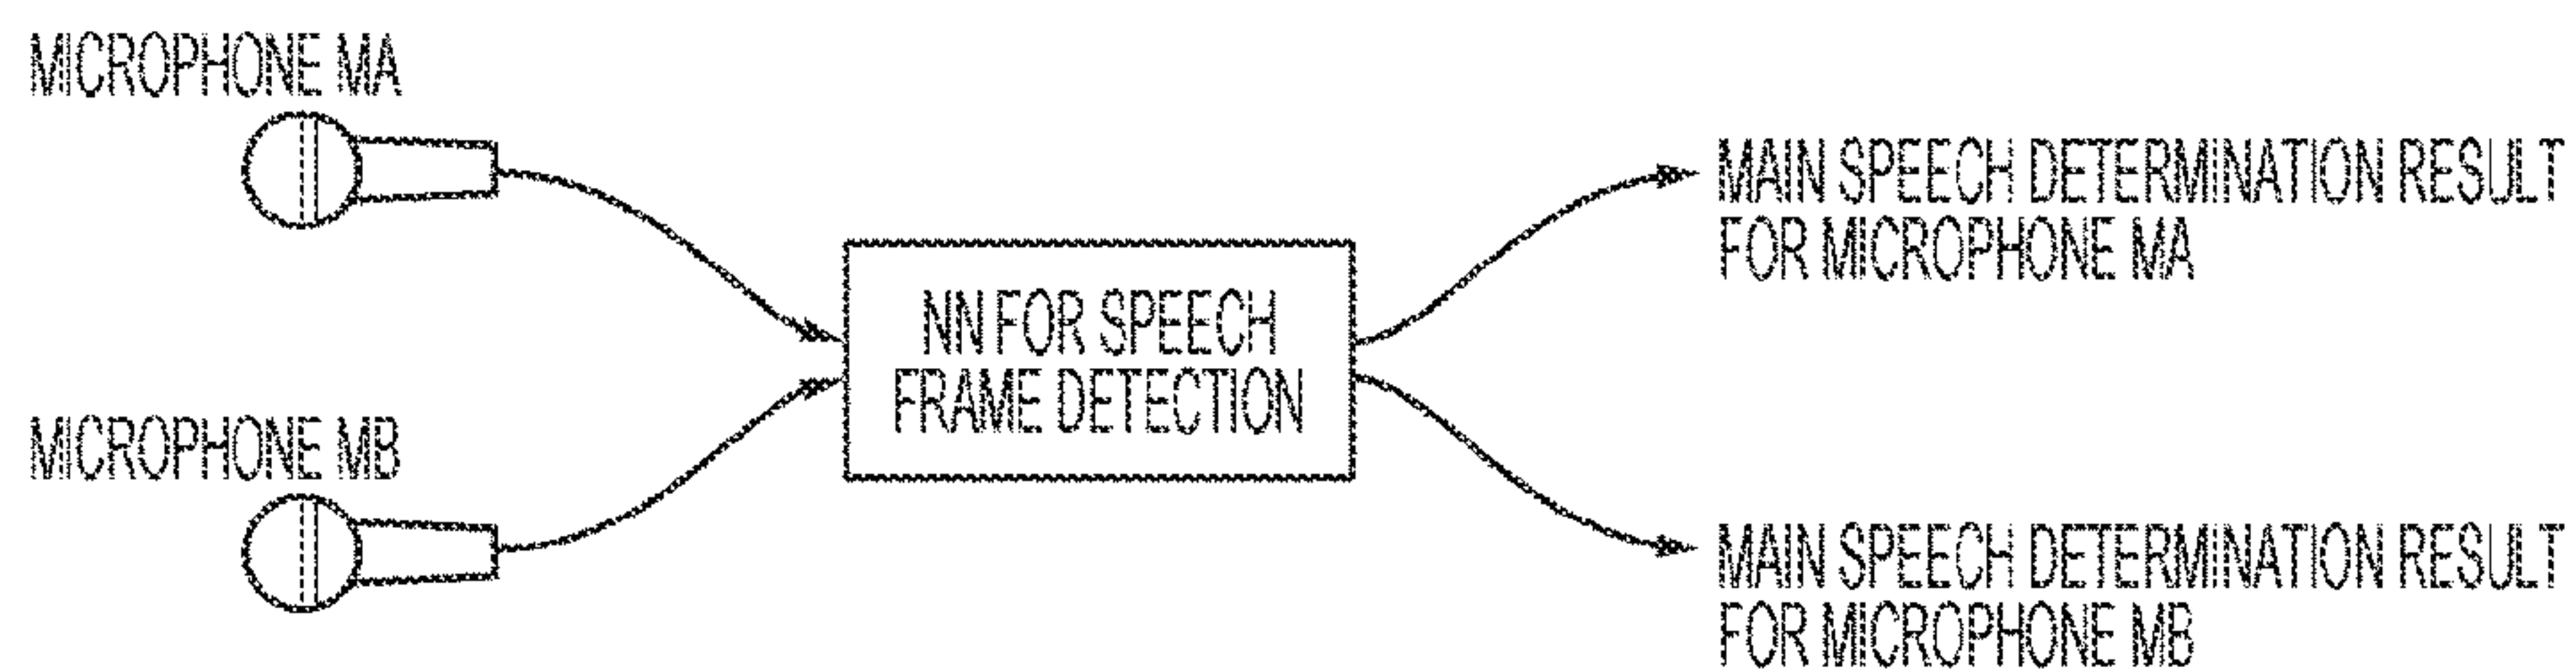 MICROPHONE MA
MAIN SPEECH DETERMINATION RESULT
FOR MICROPHONE MA
NN FOR SPEECH
FRAME DETECTION
MICROPHONE MB
MAIN SPEECH DETERMINATION RESULT
FOR MICROPHONE MB